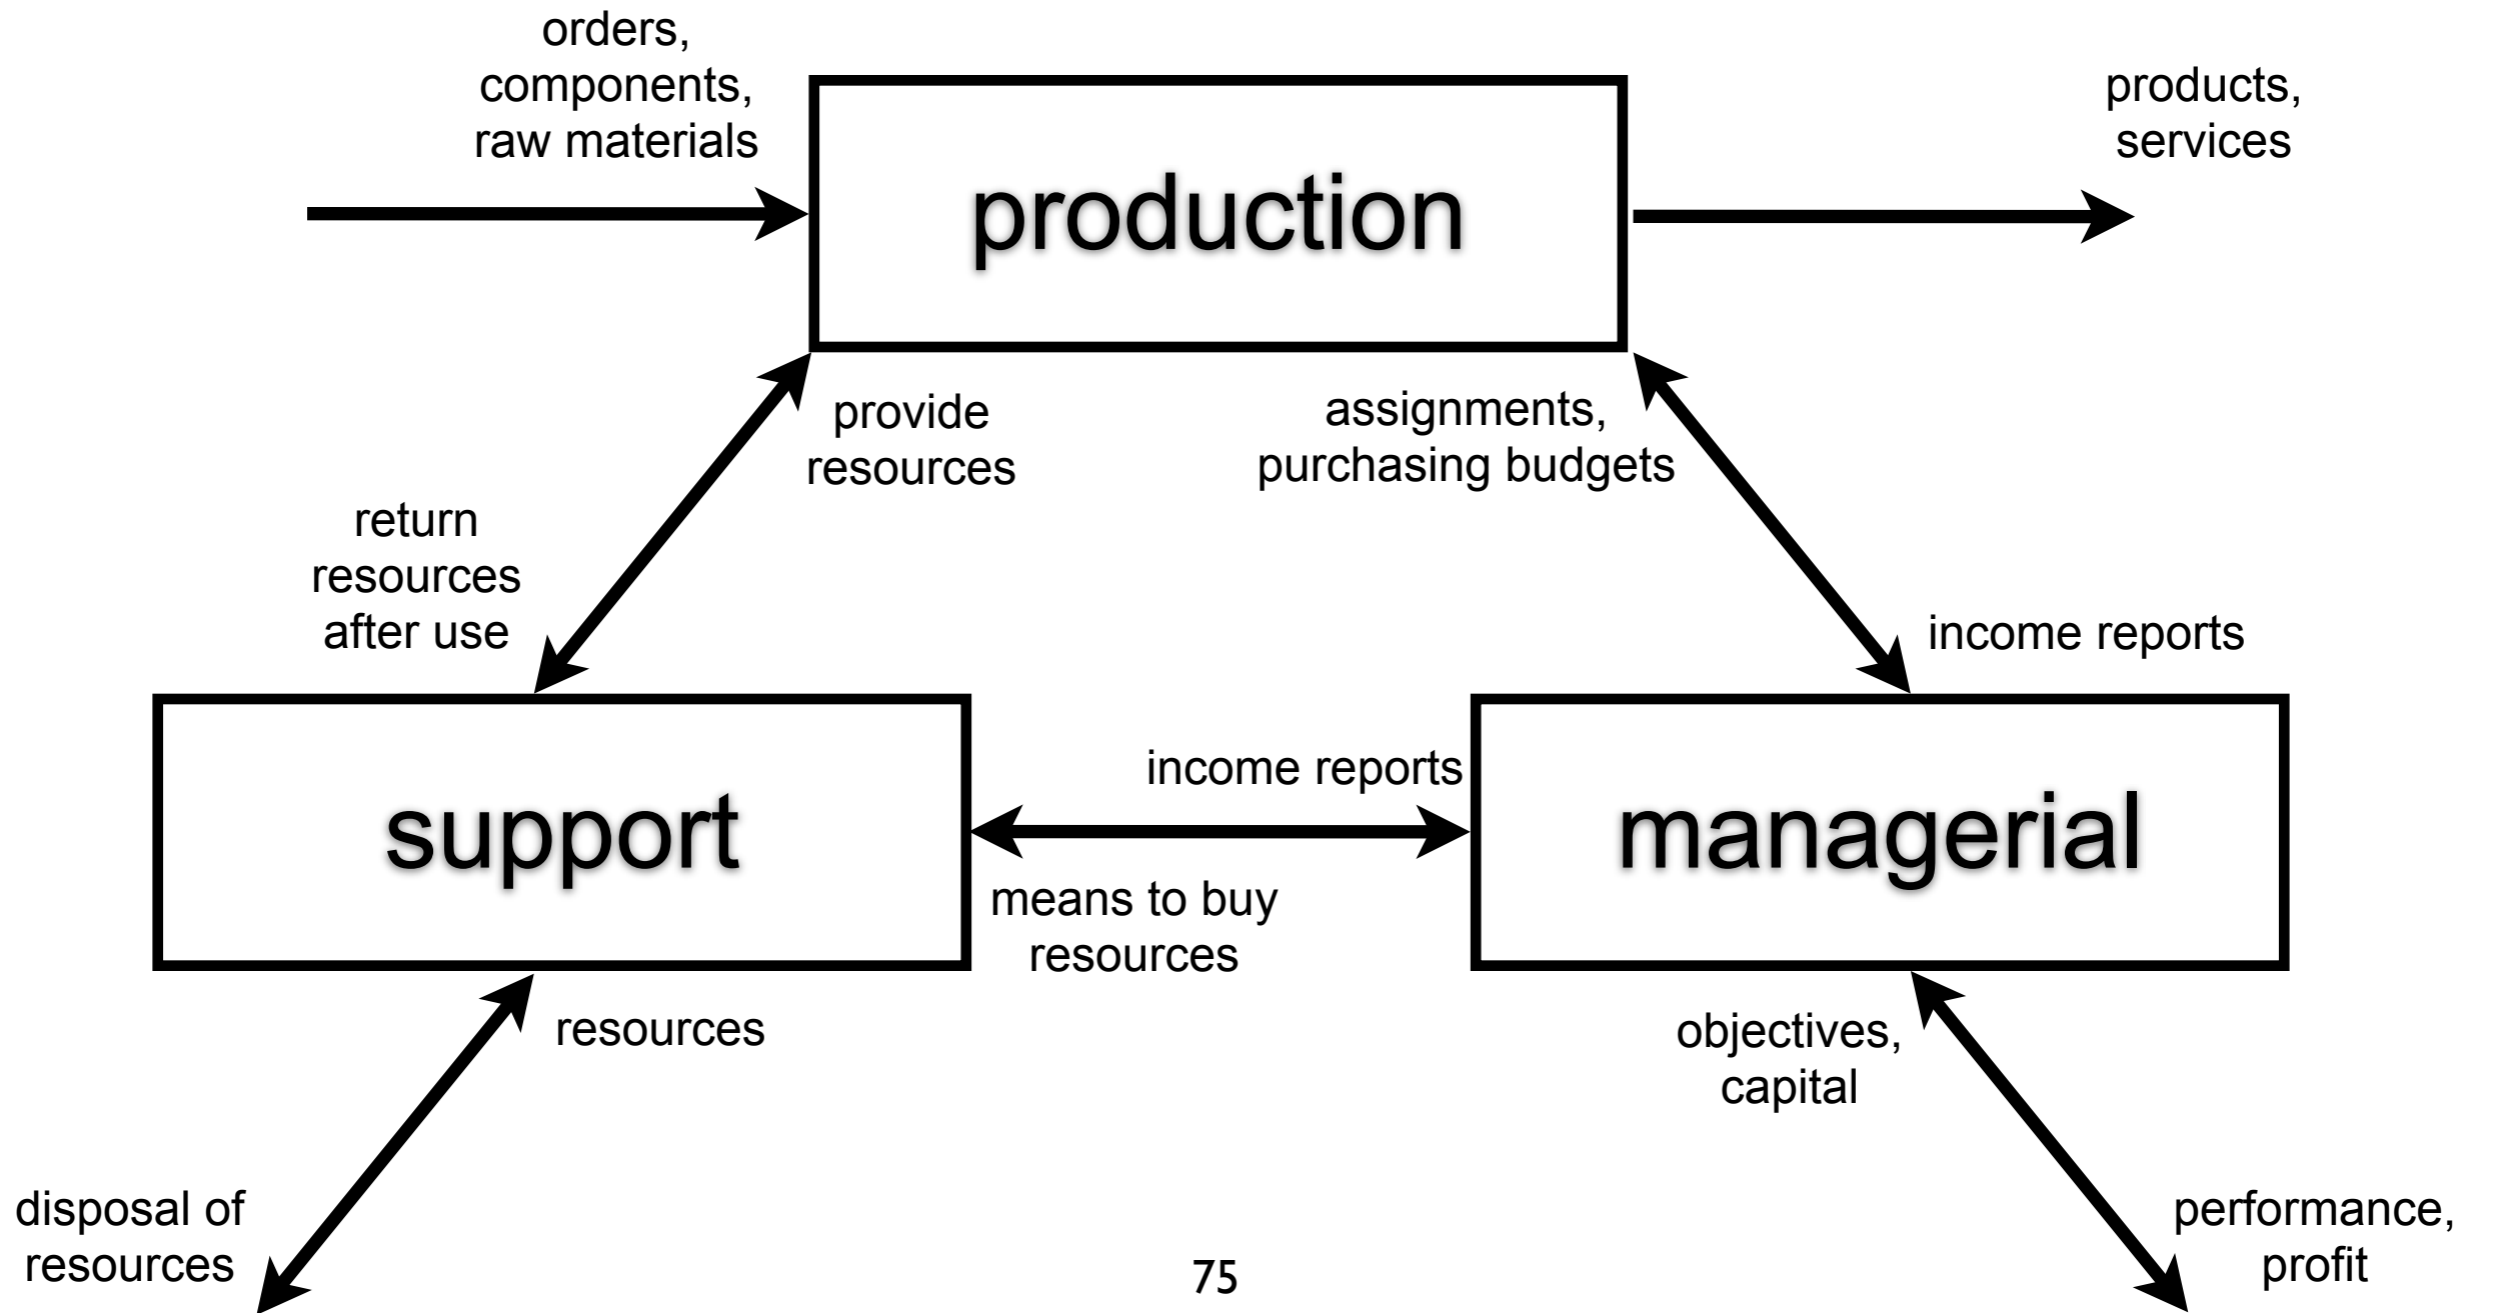 orders,
components,
raw materials
products,
services
production
provide
resources
assignments,
purchasing budgets
return
resources
after use
income reports
income reports
support
managerial
means to buy
resources
resources
objectives,
capital
disposal of
resources
performance,
profit
75